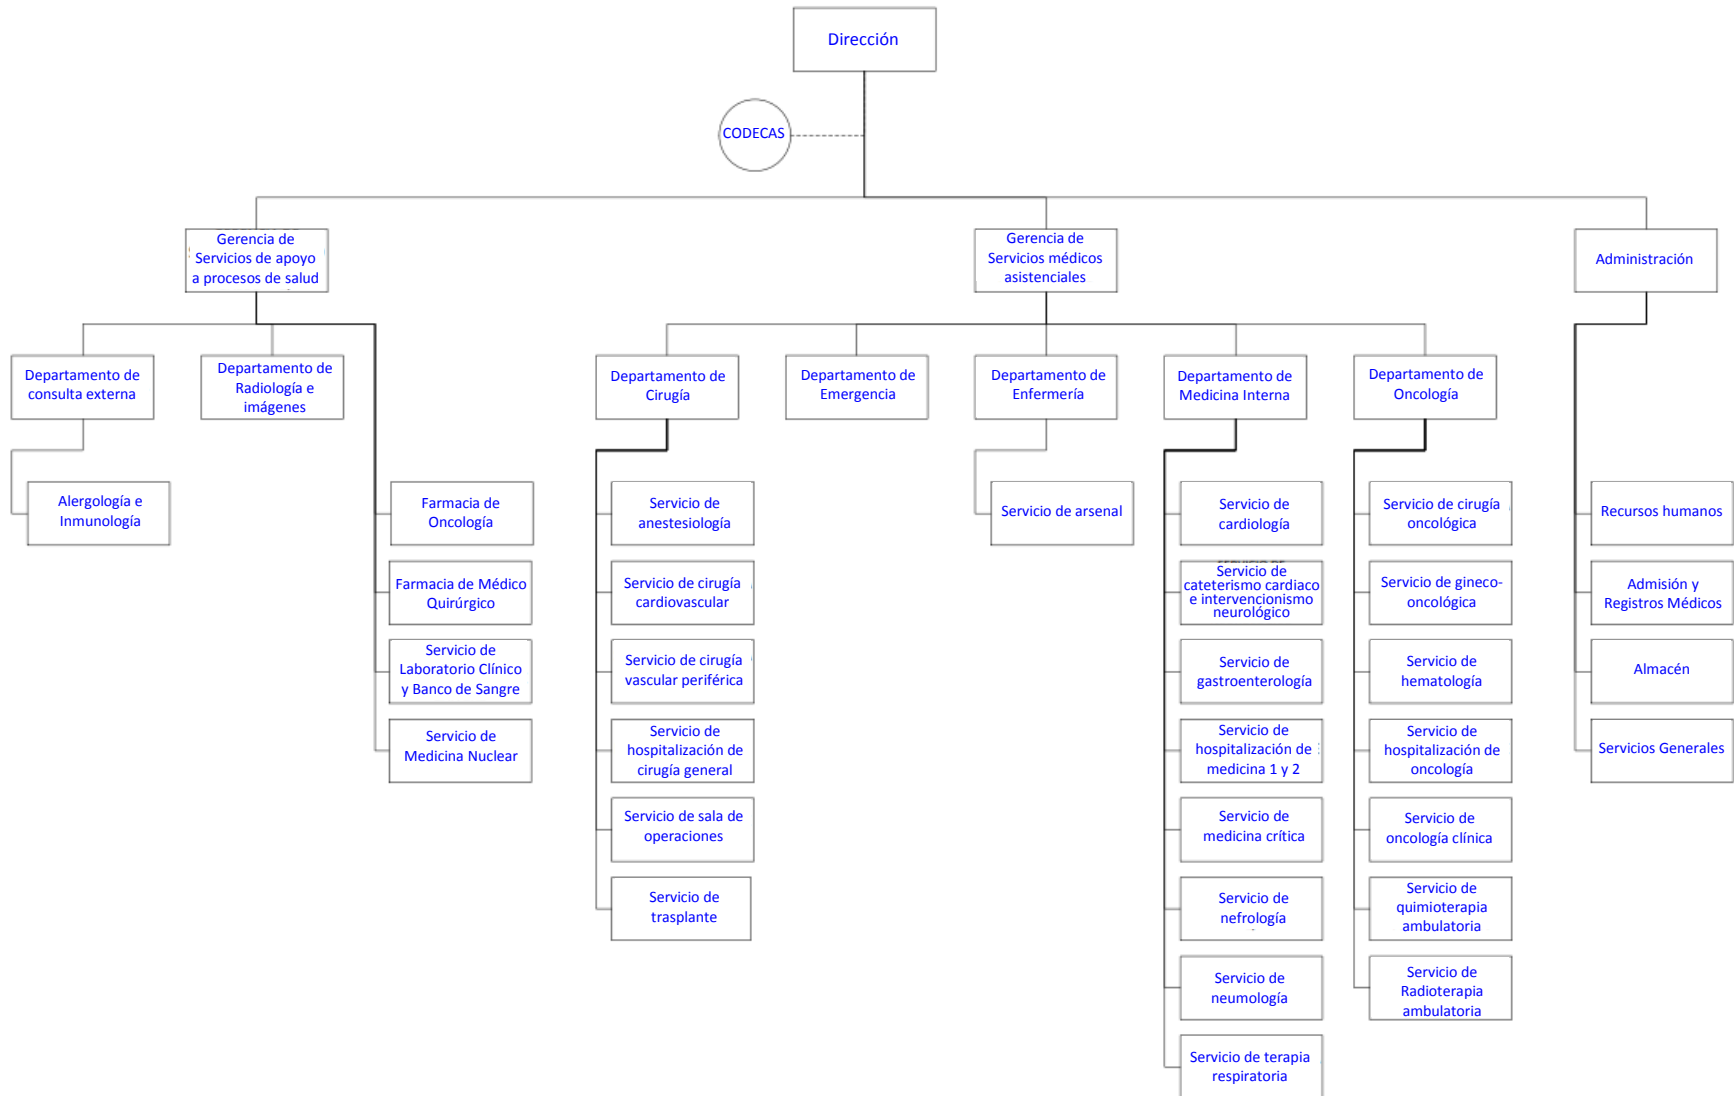 Dirección
CODECAS
Gerencia de
Servicios de apoyo
a procesos de salud
Gerencia de
Servicios médicos
asistenciales
Administración
Departamento de
consulta externa
Departamento de
Radiología e
imágenes
Departamento de
Cirugía
Departamento de
Emergencia
Departamento de
Enfermería
Departamento de
Medicina Interna
Departamento de
Oncología
Alergología e
Inmunología
Farmacia de
Oncología
Farmacia de Médico
Quirúrgico
Servicio de
Laboratorio Clínico
y Banco de Sangre
Servicio de
Medicina Nuclear
Servicio de
anestesiología
Servicio de cirugía
cardiovascular
Servicio de cirugía
vascular periférica
Servicio de
hospitalización de
cirugía general
Servicio de sala de
operaciones
Servicio de
trasplante
Servicio de arsenal
Servicio de
cardiología
Servicio de
cateterismo cardiaco
e intervencionismo
neurológico
Servicio de
gastroenterología
Servicio de
hospitalización de
medicina 1 y 2
Servicio de
medicina crítica
Servicio de
nefrología
Servicio de
neumología
Servicio de terapia
respiratoria
Servicio de cirugía
oncológica
Servicio de gineco-
oncológica
Servicio de
hematología
Servicio de
hospitalización de
oncología
Servicio de
oncología clínica
Servicio de
quimioterapia
ambulatoria
Servicio de
Radioterapia
ambulatoria
Recursos humanos
Admisión y
Registros Médicos
Almacén
Servicios Generales